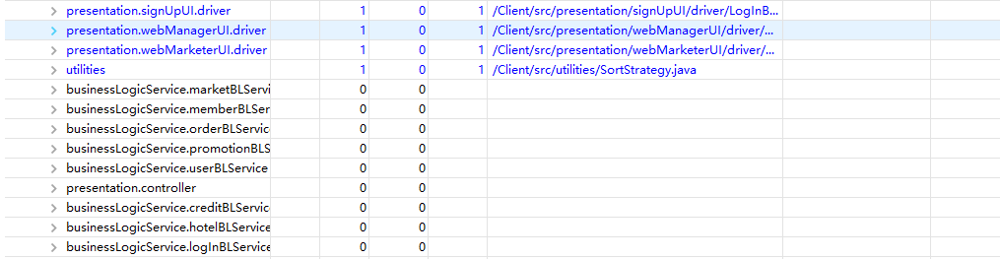 presentation.signUpUI.driver 1 0 1 /Client/src/presentation/signUpUI/driver/LogInB...
presentation.webManagerUI.driver 1 0 1 /Client/src/presentation/webManagerUI/driver/...
presentation.webMarketerUI.driver 1 0 1 /Client/src/presentation/webMarketerUI/driver/...
utilities 1 0 1 /Client/src/utilities/SortStrategy.java
businessLogicService.marketBLServi 0 0
businessLogicService.memberBLSer 0 0
businessLogicService.orderBLService 0 0
businessLogicService.promotionBLS 0 0
businessLogicService.userBLService 0 0
presentation.controller 0 0
businessLogicService.creditBLService 0 0
businessLogicService.hotelBLService 0 0
businessLogicService.logInBLService 0 0